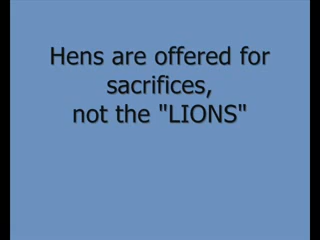 Hens are offered for
sacrifices,
not the "LIONS"